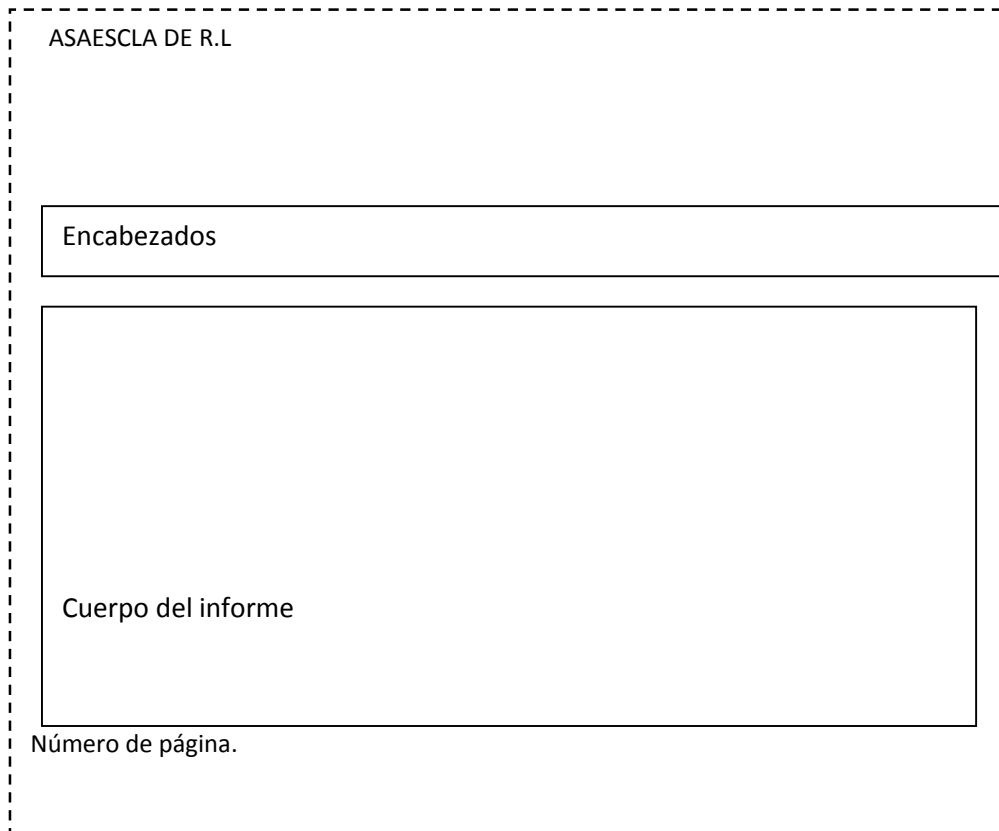 ASAESCLA DE R.L
Encabezados
Cuerpo del informe
Número de página.